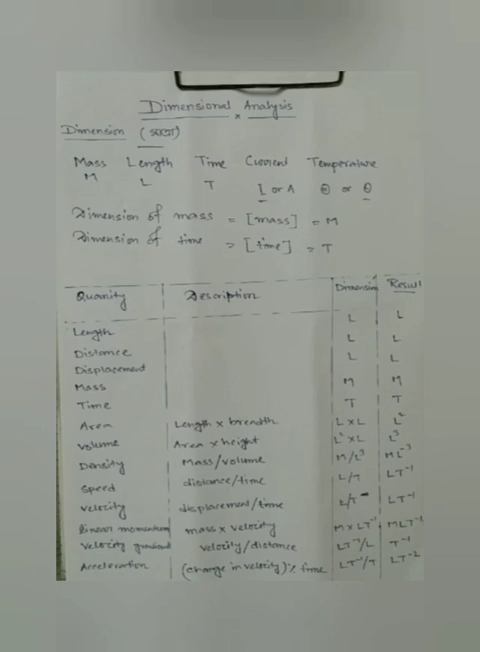 Dimensional Analysis
Dimension
Mass Length Time Current Temperature
M L T I or A Θ or θ
Dimension of mass = [mass] = M
Dimension of time = [time] = T
Quantity Description Dimension Result
Length L L
Distance L L
Displacement L L
Mass M M
Time T T
Area Length x breadth L x L L²
Volume Area x height L² x L L³
Density Mass/volume M/L³ ML⁻³
Speed distance/time L/T LT⁻¹
Velocity displacement/time L/T LT⁻¹
Linear momentum mass x velocity M x LT⁻¹ MLT⁻¹
Velocity gradient velocity/distance LT⁻¹/L T⁻¹
Acceleration (change in velocity) time LT⁻¹/T LT⁻²